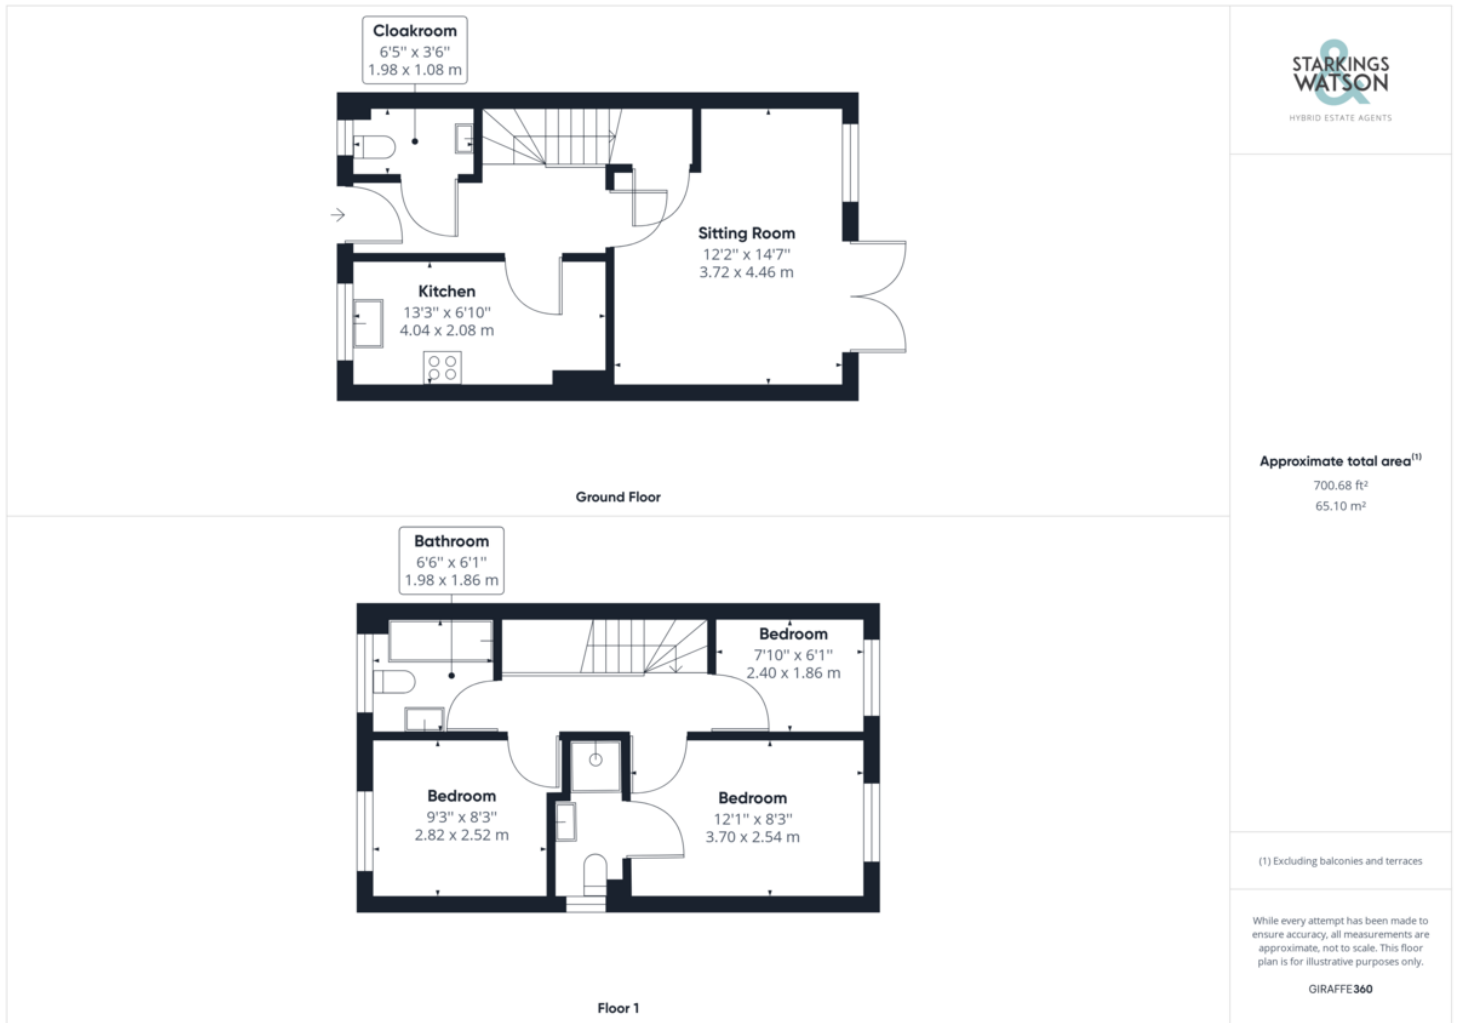 Cloakroom
6'5" x 3'6"
1.98 x 1.08 m
Kitchen
13'3" x 6'10"
4.04 x 2.08 m
Sitting Room
12'2" x 14'7"
3.72 x 4.46 m
Ground Floor
Bathroom
6'6" x 6'1"
1.98 x 1.86 m
Bedroom
7'10" x 6'1"
2.40 x 1.86 m
Bedroom
9'3" x 8'3"
2.82 x 2.52 m
Bedroom
12'1" x 8'3"
3.70 x 2.54 m
Floor 1
&
STARKINGS
WATSON
HYBRID ESTATE AGENTS
Approximate total area(1)
700.68 ft²
65.10 m²
(1) Excluding balconies and terraces
While every attempt has been made to
ensure accuracy, all measurements are
approximate, not to scale. This floor
plan is for illustrative purposes only.
GIRAFFE360